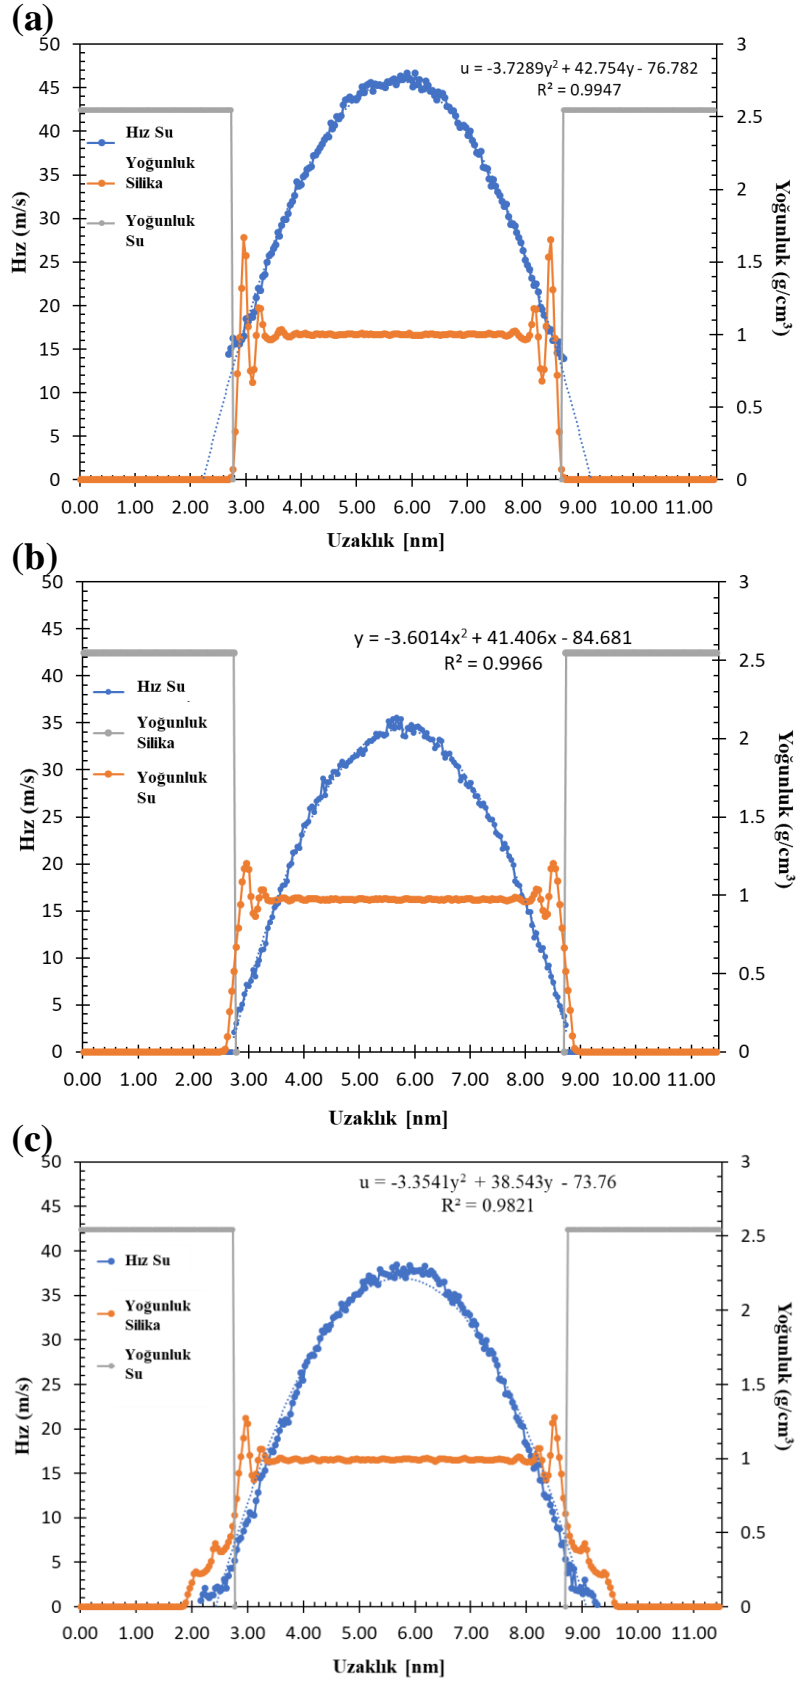 (a)
u = -3.7289y² + 42.754y - 76.782
R² = 0.9947
Hız Su
Yoğunluk
Silika
Yoğunluk
Su
Hız (m/s)
Yoğunluk (g/cm³)
50
45
40
35
30
25
20
15
10
5
0
3
2.5
2
1.5
1
0.5
0
0.00 1.00 2.00 3.00 4.00 5.00 6.00 7.00 8.00 9.00 10.00 11.00
Uzaklık [nm]
(b)
y = -3.6014x² + 41.406x - 84.681
R² = 0.9966
Hız Su
Yoğunluk
Silika
Yoğunluk
Su
Hız (m/s)
Yoğunluk (g/cm³)
50
45
40
35
30
25
20
15
10
5
0
3
2.5
2
1.5
1
0.5
0
0.00 1.00 2.00 3.00 4.00 5.00 6.00 7.00 8.00 9.00 10.00 11.00
Uzaklık [nm]
(c)
u = -3.3541y² + 38.543y - 73.76
R² = 0.9821
Hız Su
Yoğunluk
Silika
Yoğunluk
Su
Hız (m/s)
Yoğunluk (g/cm³)
50
45
40
35
30
25
20
15
10
5
0
3
2.5
2
1.5
1
0.5
0
0.00 1.00 2.00 3.00 4.00 5.00 6.00 7.00 8.00 9.00 10.00 11.00
Uzaklık [nm]